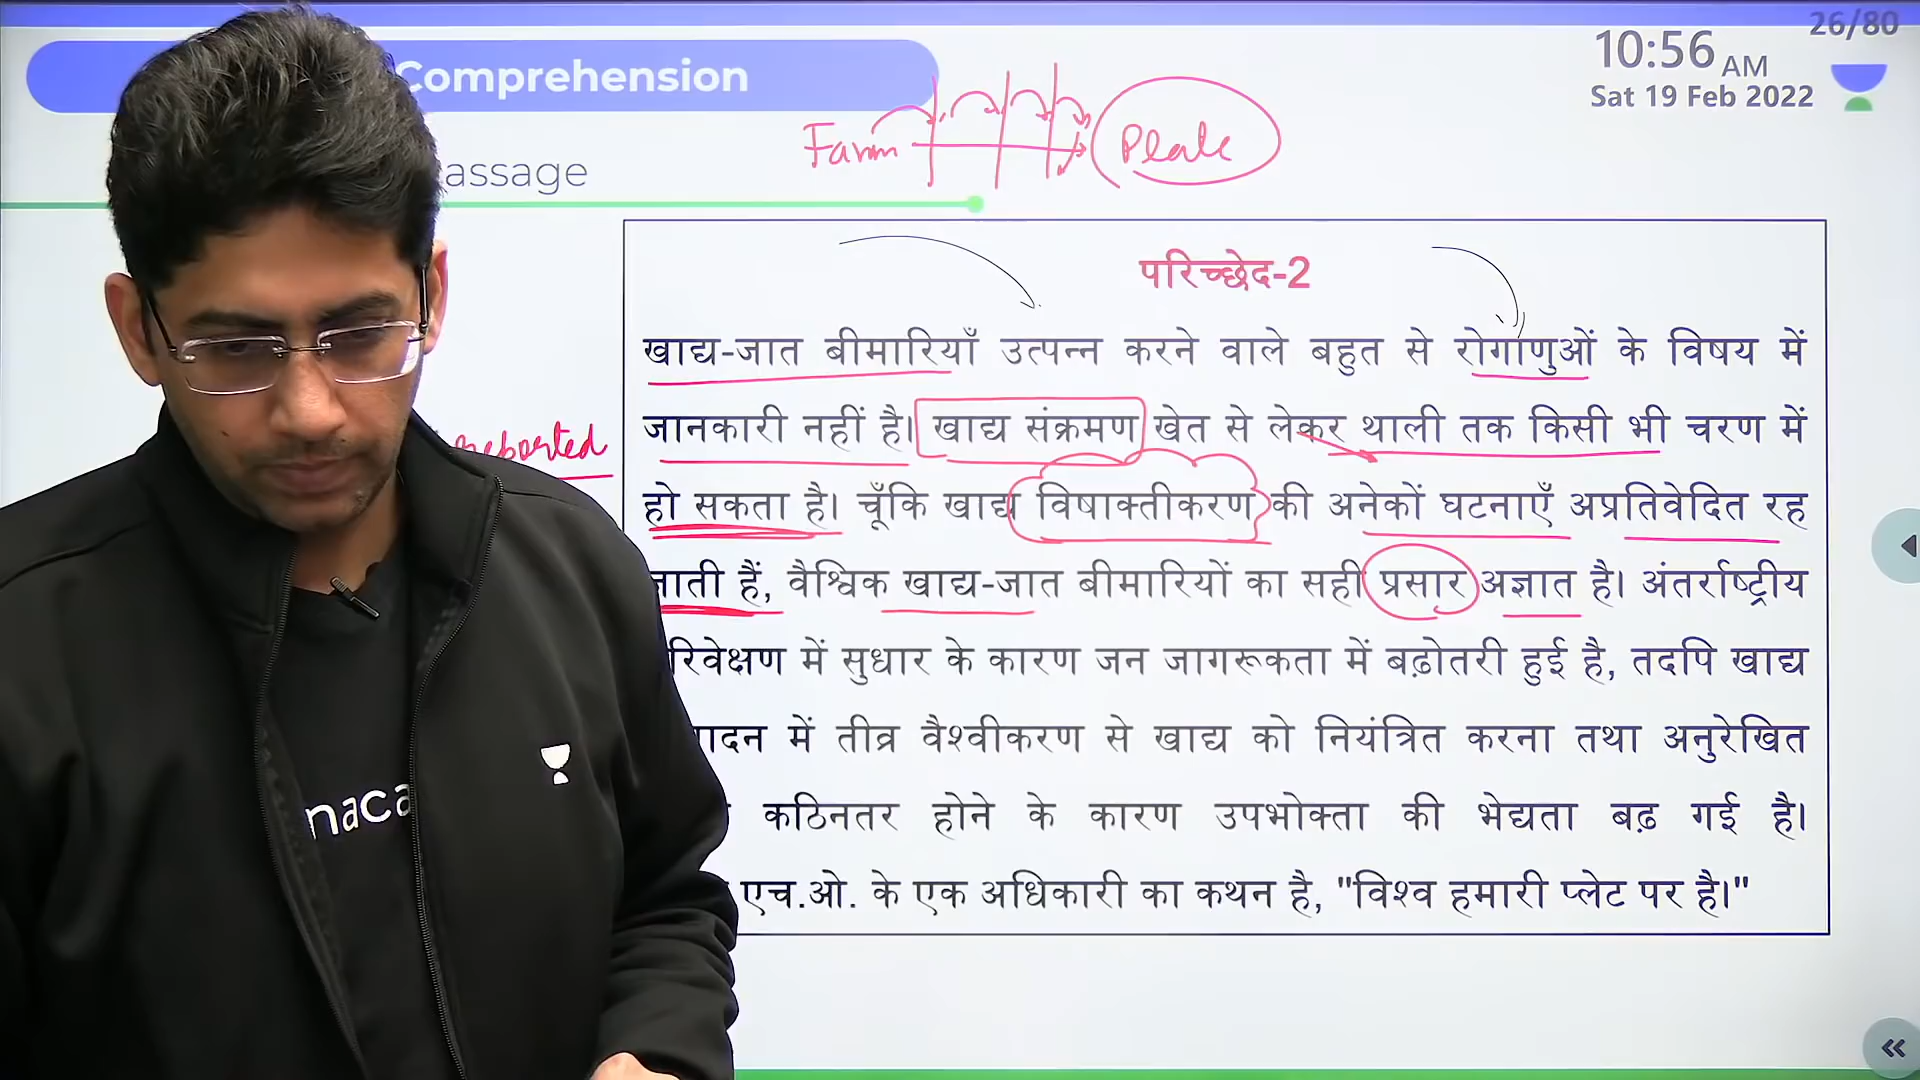 26/80
10:56 AM
Sat 19 Feb 2022
Comprehension
Farm
Plate
assage
परिच्छेद-2
खाद्य-जात बीमारियाँ उत्पन्न करने वाले बहुत से रोगाणुओं के विषय में
जानकारी नहीं है। खाद्य संक्रमण खेत से लेकर थाली तक किसी भी चरण में
reported
हो सकता है। चूँकि खाद्य विषाक्तीकरण की अनेकों घटनाएँ अप्रतिवेदित रह
जाती हैं, वैश्विक खाद्य-जात बीमारियों का सही प्रसार अज्ञात है। अंतर्राष्ट्रीय
रिवेक्षण में सुधार के कारण जन जागरूकता में बढ़ोतरी हुई है, तदपि खाद्य
ादन में तीव्र वैश्वीकरण से खाद्य को नियंत्रित करना तथा अनुरेखित
कठिनतर होने के कारण उपभोक्ता की भेद्यता बढ़ गई है।
एच.ओ. के एक अधिकारी का कथन है, "विश्व हमारी प्लेट पर है।"
naca